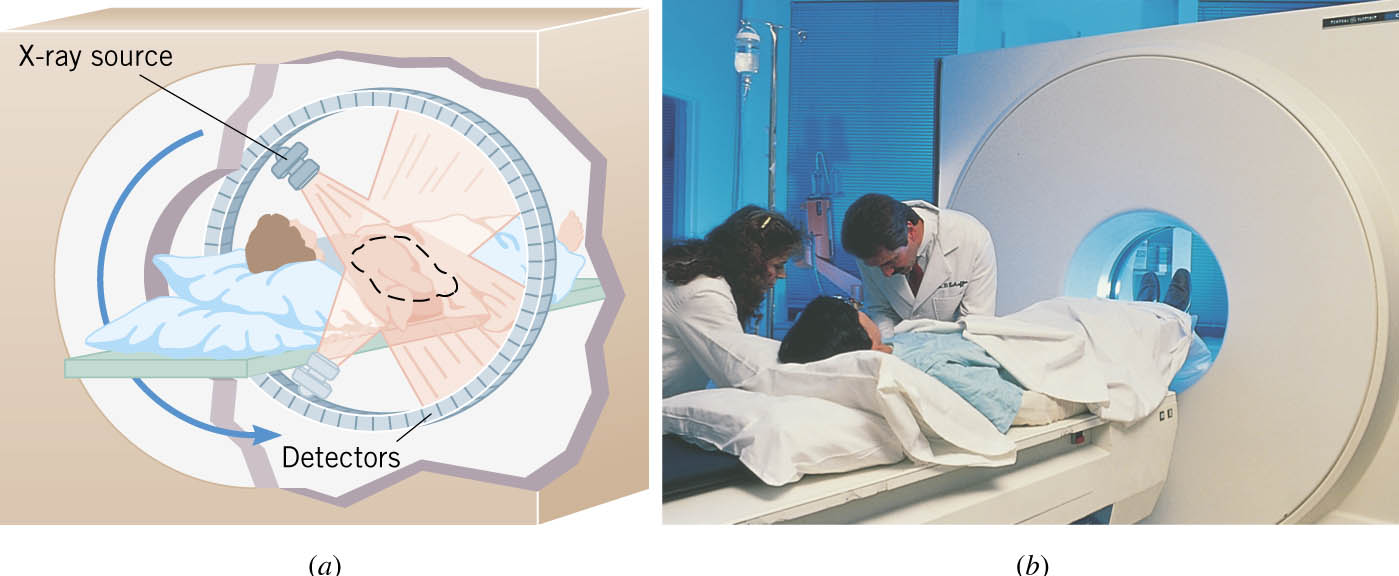 X-ray source
Detectors
(a)
(b)